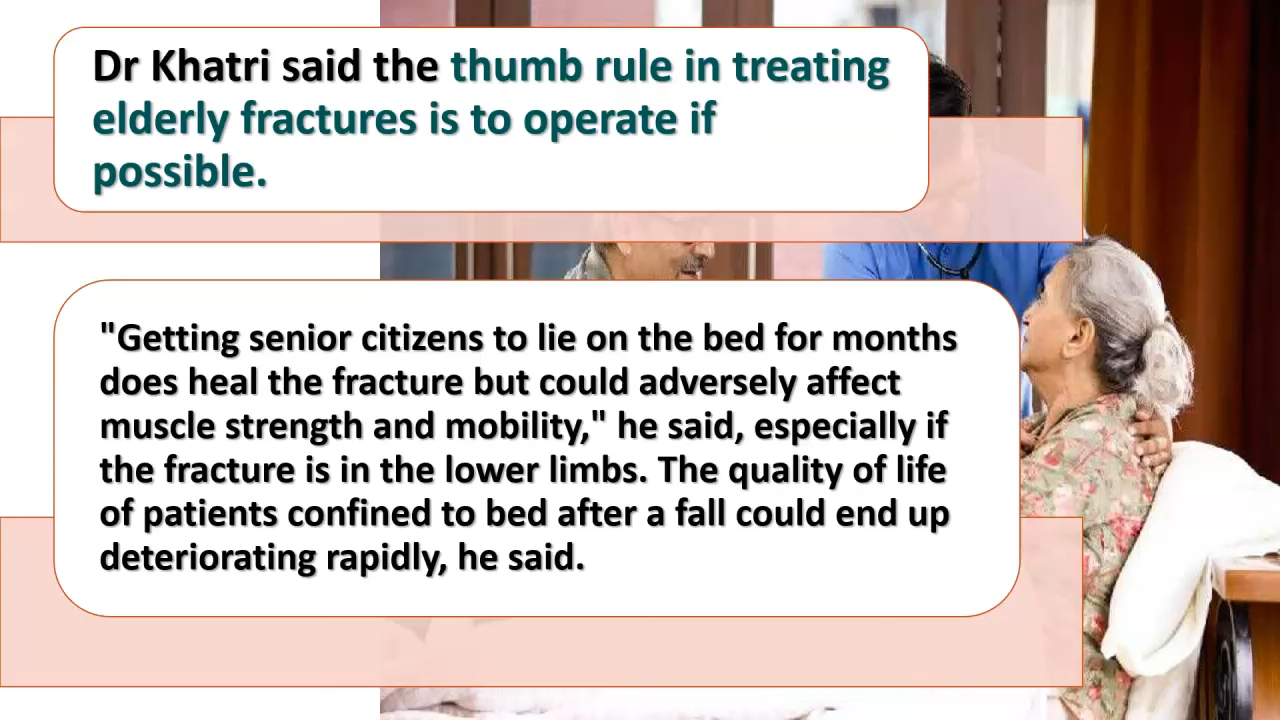 Dr Khatri said the thumb rule in treating
elderly fractures is to operate if
possible.
"Getting senior citizens to lie on the bed for months
does heal the fracture but could adversely affect
muscle strength and mobility," he said, especially if
the fracture is in the lower limbs. The quality of life
of patients confined to bed after a fall could end up
deteriorating rapidly, he said.